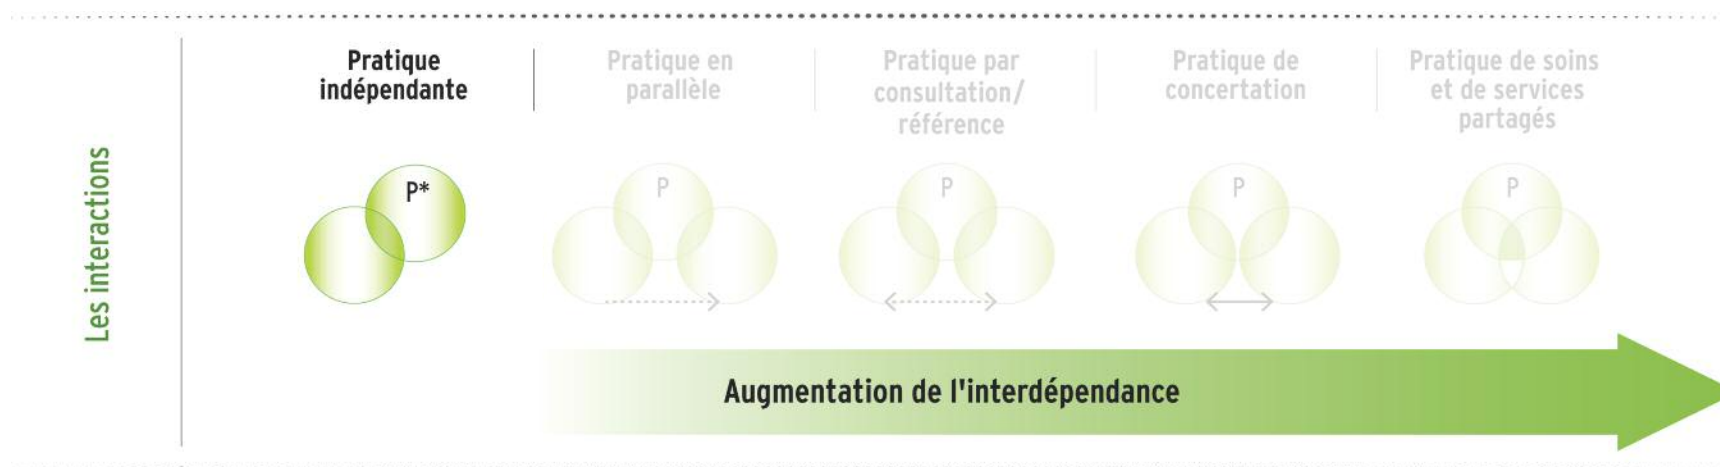 Les interactions
Pratique
indépendante
Pratique en
parallèle
Pratique par
consultation/
référence
Pratique de
concertation
Pratique de soins
et de services
partagés
P*
P
P
P
P
Augmentation de l'interdépendance